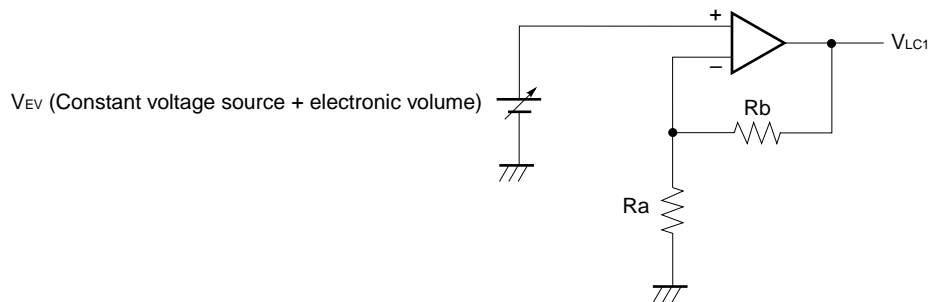 +
VLC1
−
VEV (Constant voltage source + electronic volume)
Rb
Ra